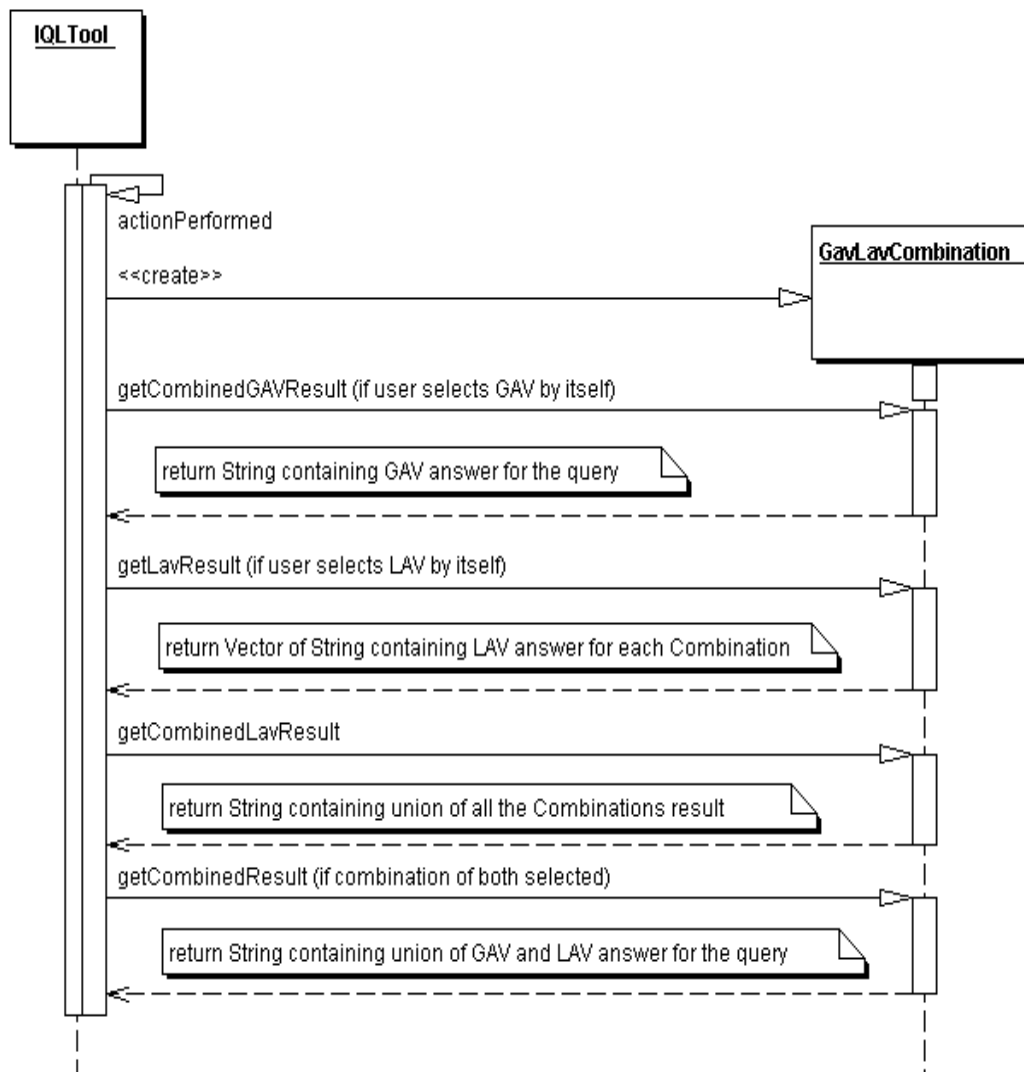 IQLTool
actionPerformed
GavLavCombination
<<create>>
getCombinedGAVResult (if user selects GAV by itself)
return String containing GAV answer for the query
getLavResult (if user selects LAV by itself)
return Vector of String containing LAV answer for each Combination
getCombinedLavResult
return String containing union of all the Combinations result
getCombinedResult (if combination of both selected)
return String containing union of GAV and LAV answer for the query